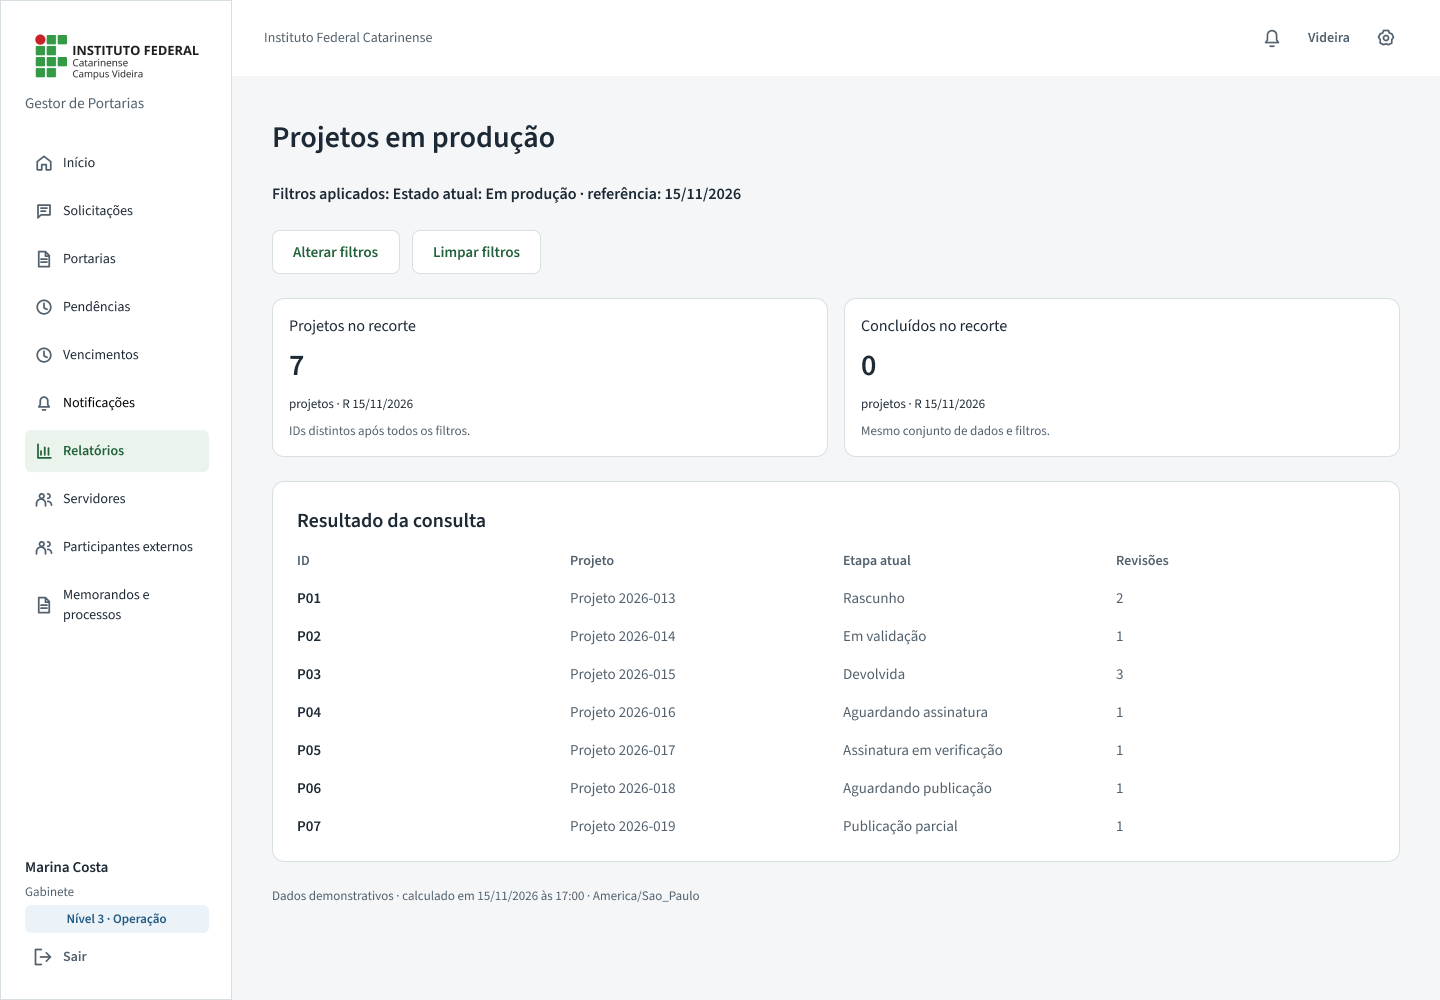 INSTITUTO FEDERAL
Catarinense
Campus Videira
Gestor de Portarias
Início
Solicitações
Portarias
Pendências
Vencimentos
Notificações
Relatórios
Servidores
Participantes externos
Memorandos e
processos
Marina Costa
Gabinete
Nível 3 · Operação
Sair
Instituto Federal Catarinense
Videira
Projetos em produção
Filtros aplicados: Estado atual: Em produção · referência: 15/11/2026
Alterar filtros
Limpar filtros
Projetos no recorte
7
projetos · R 15/11/2026
IDs distintos após todos os filtros.
Concluídos no recorte
0
projetos · R 15/11/2026
Mesmo conjunto de dados e filtros.
Resultado da consulta
ID Projeto Etapa atual Revisões
P01 Projeto 2026-013 Rascunho 2
P02 Projeto 2026-014 Em validação 1
P03 Projeto 2026-015 Devolvida 3
P04 Projeto 2026-016 Aguardando assinatura 1
P05 Projeto 2026-017 Assinatura em verificação 1
P06 Projeto 2026-018 Aguardando publicação 1
P07 Projeto 2026-019 Publicação parcial 1
Dados demonstrativos · calculado em 15/11/2026 às 17:00 · America/Sao_Paulo